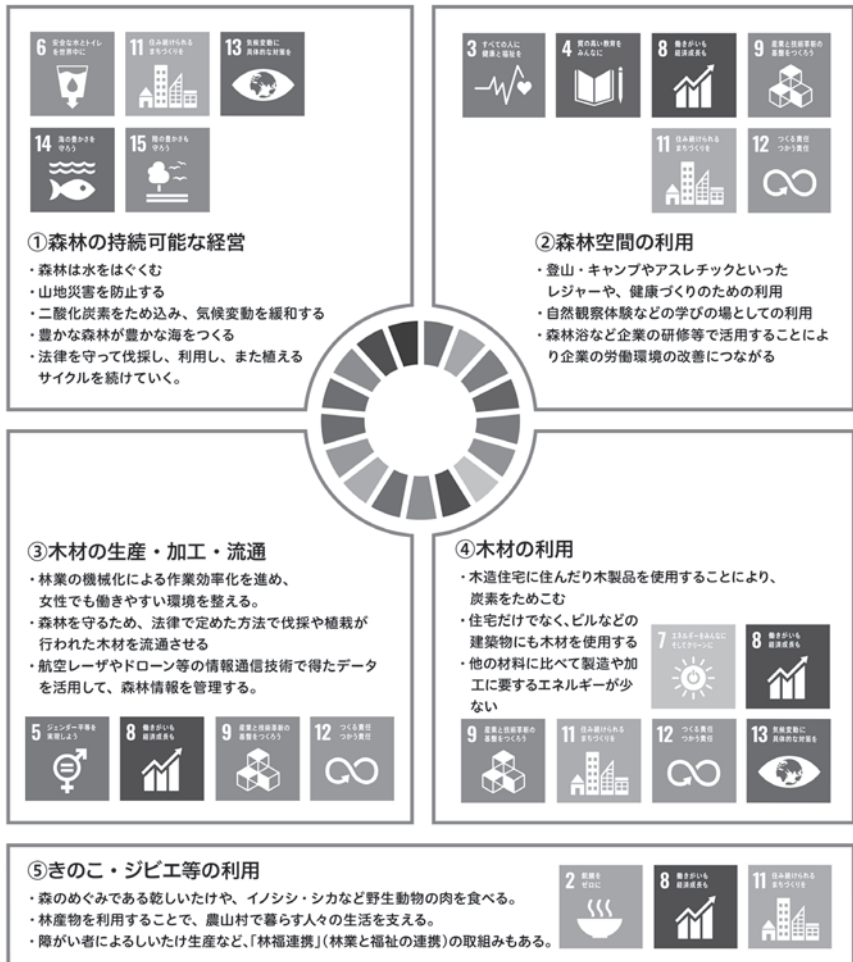 6 安全な水とトイレ
を世界中に
11 住み続けられる
まちづくりを
13 気候変動に
具体的な対策を
14 海の豊かさを
守ろう
15 陸の豊かさも
守ろう
①森林の持続可能な経営
・森林は水をはぐくむ
・山地災害を防止する
・二酸化炭素をため込み、気候変動を緩和する
・豊かな森林が豊かな海をつくる
・法律を守って伐採し、利用し、また植える
サイクルを続けていく。
3 すべての人に
健康と福祉を
4 質の高い教育を
みんなに
8 働きがいも
経済成長も
9 産業と技術革新の
基盤をつくろう
11 住み続けられる
まちづくりを
12 つくる責任
つかう責任
②森林空間の利用
・登山・キャンプやアスレチックといった
レジャーや、健康づくりのための利用
・自然観察体験などの学びの場としての利用
・森林浴など企業の研修等で活用することによ
り企業の労働環境の改善につながる
③木材の生産・加工・流通
・林業の機械化による作業効率化を進め、
女性でも働きやすい環境を整える。
・森林を守るため、法律で定めた方法で伐採や植栽が
行われた木材を流通させる
・航空レーザやドローン等の情報通信技術で得たデータ
を活用して、森林情報を管理する。
5 ジェンダー平等を
実現しよう
8 働きがいも
経済成長も
9 産業と技術革新の
基盤をつくろう
12 つくる責任
つかう責任
④木材の利用
・木造住宅に住んだり木製品を使用することにより、
炭素をためこむ
・住宅だけでなく、ビルなどの
建築物にも木材を使用する
・他の材料に比べて製造や加
工に要するエネルギーが少
ない
7 エネルギーをみんなに
そしてクリーンに
8 働きがいも
経済成長も
9 産業と技術革新の
基盤をつくろう
11 住み続けられる
まちづくりを
12 つくる責任
つかう責任
13 気候変動に
具体的な対策を
⑤きのこ・ジビエ等の利用
・森のめぐみである乾しいたけや、イノシシ・シカなど野生動物の肉を食べる。
・林産物を利用することで、農山村で暮らす人々の生活を支える。
・障がい者によるしいたけ生産など、「林福連携」(林業と福祉の連携)の取組みもある。
2 飢餓を
ゼロに
8 働きがいも
経済成長も
11 住み続けられる
まちづくりを